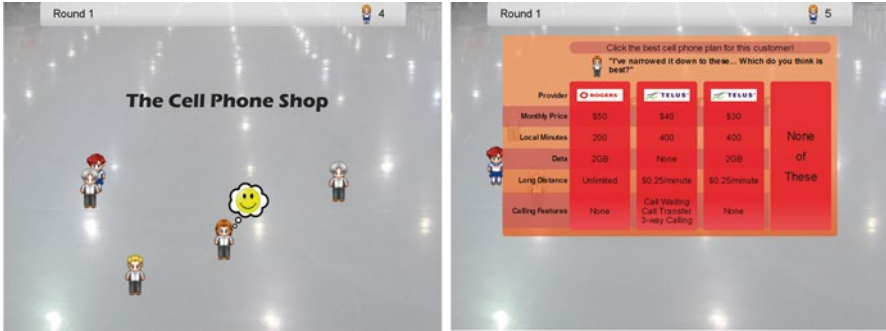 Round 1
4
The Cell Phone Shop
Round 1
5
Click the best cell phone plan for this customer!
"I've narrowed it down to these... Which do you think is
best?"
Provider ROGERS TELUS TELUS
Monthly Price $50 $40 $30
Local Minutes 200 400 400
Data 2GB None 2GB
Long Distance Unlimited $0.25/minute $0.25/minute
Calling Features None Call Waiting
Call Transfer
3-way Calling None
None
of
These